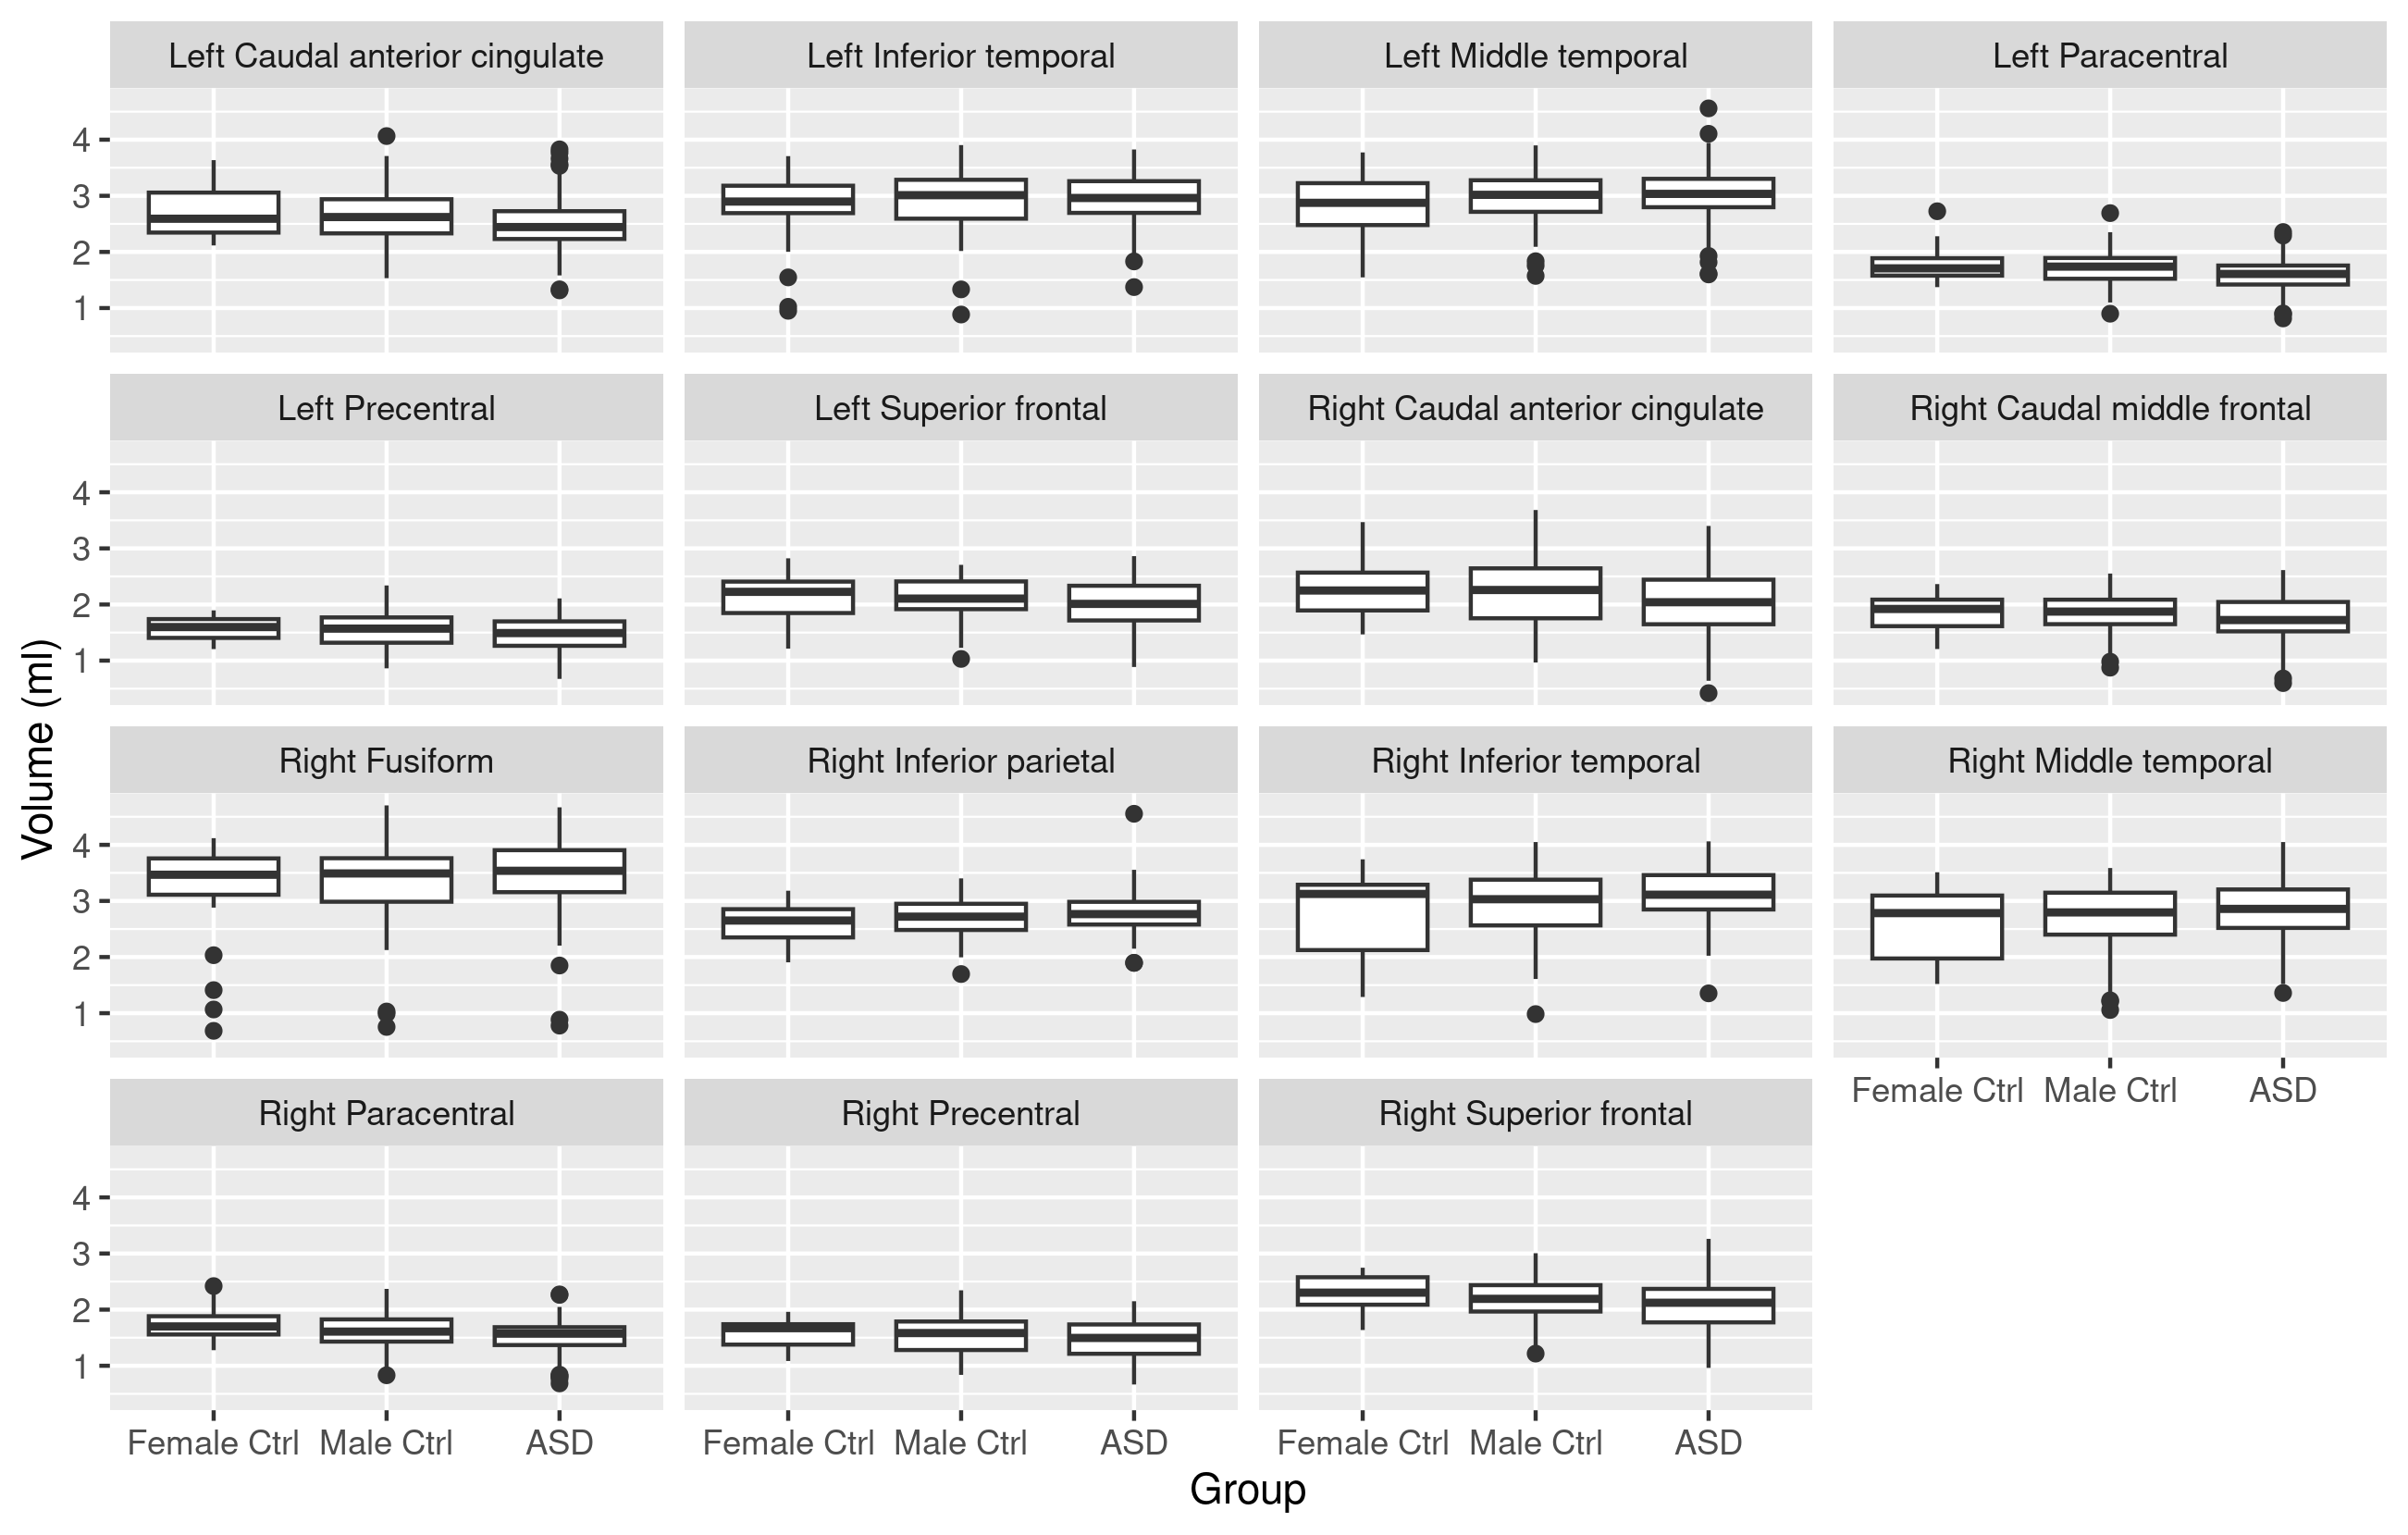 Left Caudal anterior cingulate
Left Inferior temporal
Left Middle temporal
Left Paracentral
4
3
2
1
Left Precentral
Left Superior frontal
Right Caudal anterior cingulate
Right Caudal middle frontal
4
3
2
1
Volume (ml)
Right Fusiform
Right Inferior parietal
Right Inferior temporal
Right Middle temporal
4
3
2
1
Female Ctrl
Male Ctrl
ASD
Right Paracentral
Right Precentral
Right Superior frontal
4
3
2
1
Female Ctrl
Male Ctrl
ASD
Female Ctrl
Male Ctrl
ASD
Female Ctrl
Male Ctrl
ASD
Group